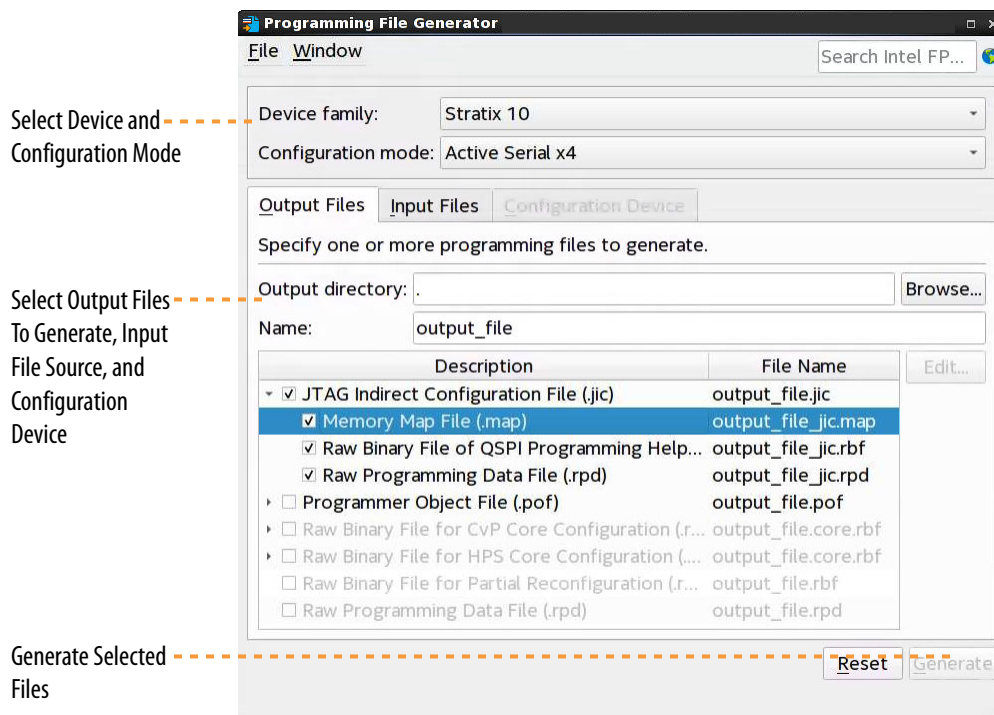 Programming File Generator
File Window
Search Intel FP...
Select Device and
Configuration Mode
Device family: Stratix 10
Configuration mode: Active Serial x4
Output Files Input Files Configuration Device
Specify one or more programming files to generate.
Select Output Files
To Generate, Input
File Source, and
Configuration
Device
Output directory: . Browse...
Name: output_file
Description File Name Edit...
JTAG Indirect Configuration File (.jic) output_file.jic
Memory Map File (.map) output_file_jic.map
Raw Binary File of QSPI Programming Help... output_file_jic.rbf
Raw Programming Data File (.rpd) output_file_jic.rpd
Programmer Object File (.pof) output_file.pof
Raw Binary File for CvP Core Configuration (.r... output_file.core.rbf
Raw Binary File for HPS Core Configuration (.... output_file.core.rbf
Raw Binary File for Partial Reconfiguration (.r... output_file.rbf
Raw Programming Data File (.rpd) output_file.rpd
Generate Selected
Files
Reset Generate